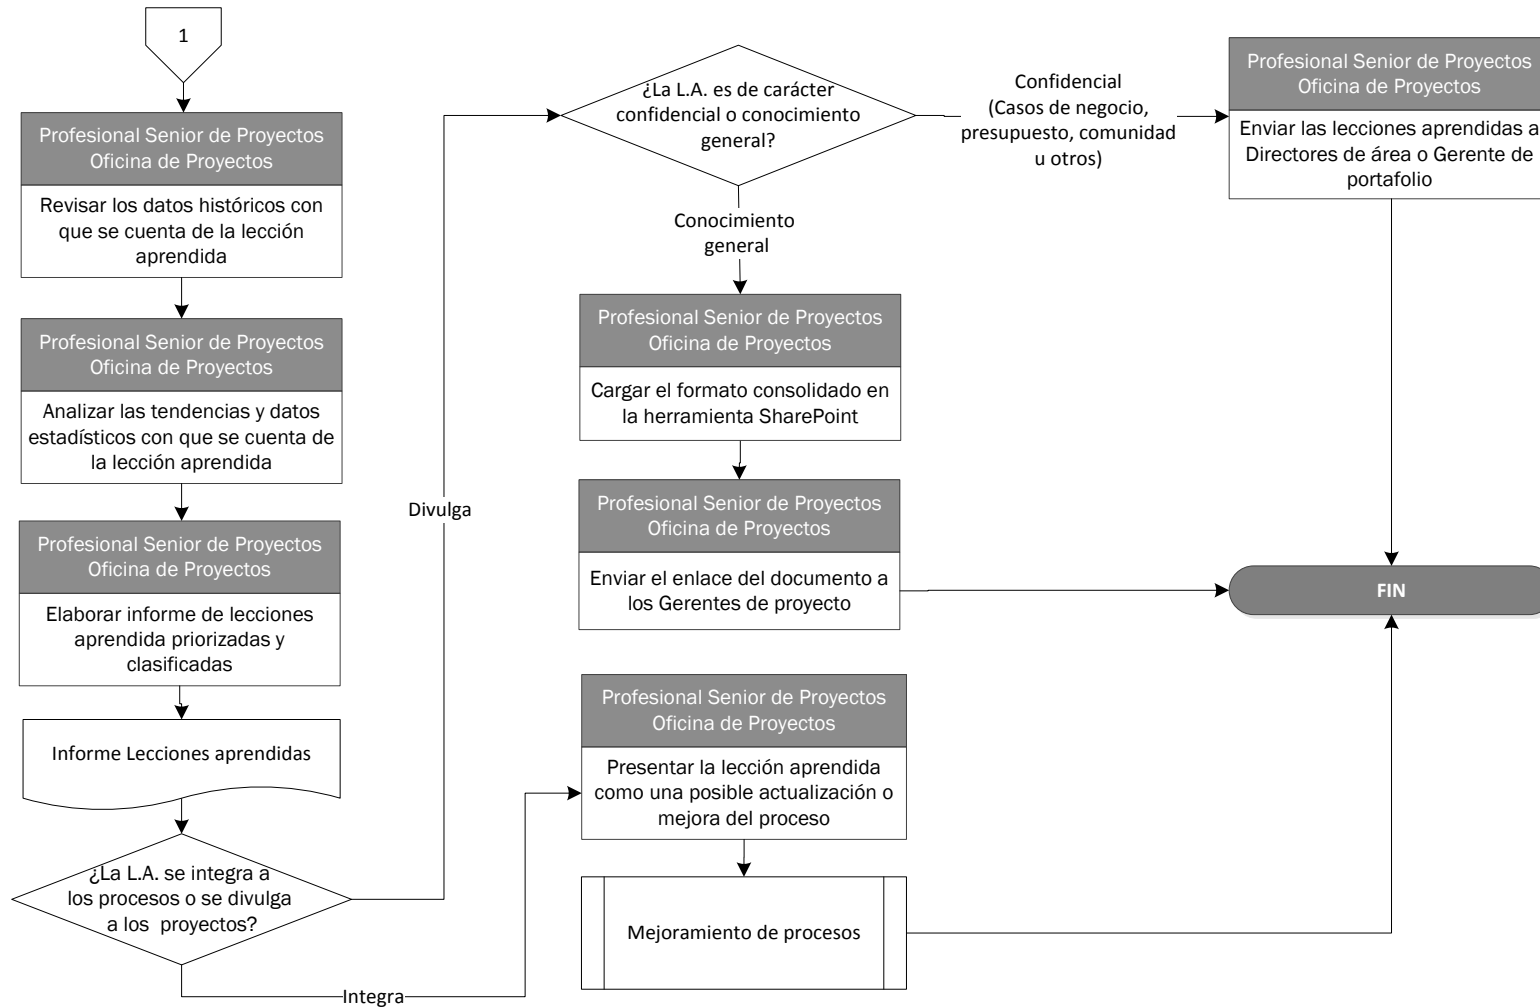 1
Profesional Senior de Proyectos
Oficina de Proyectos
Revisar los datos históricos con
que se cuenta de la lección
aprendida
Profesional Senior de Proyectos
Oficina de Proyectos
Analizar las tendencias y datos
estadísticos con que se cuenta de
la lección aprendida
Profesional Senior de Proyectos
Oficina de Proyectos
Elaborar informe de lecciones
aprendida priorizadas y
clasificadas
Informe Lecciones aprendidas
¿La L.A. se integra a
los procesos o se divulga
a los proyectos?
Divulga
Integra
¿La L.A. es de carácter
confidencial o conocimiento
general?
Confidencial
(Casos de negocio,
presupuesto, comunidad
u otros)
Profesional Senior de Proyectos
Oficina de Proyectos
Enviar las lecciones aprendidas a
Directores de área o Gerente de
portafolio
Conocimiento
general
Profesional Senior de Proyectos
Oficina de Proyectos
Cargar el formato consolidado en
la herramienta SharePoint
Profesional Senior de Proyectos
Oficina de Proyectos
Enviar el enlace del documento a
los Gerentes de proyecto
FIN
Profesional Senior de Proyectos
Oficina de Proyectos
Presentar la lección aprendida
como una posible actualización o
mejora del proceso
Mejoramiento de procesos